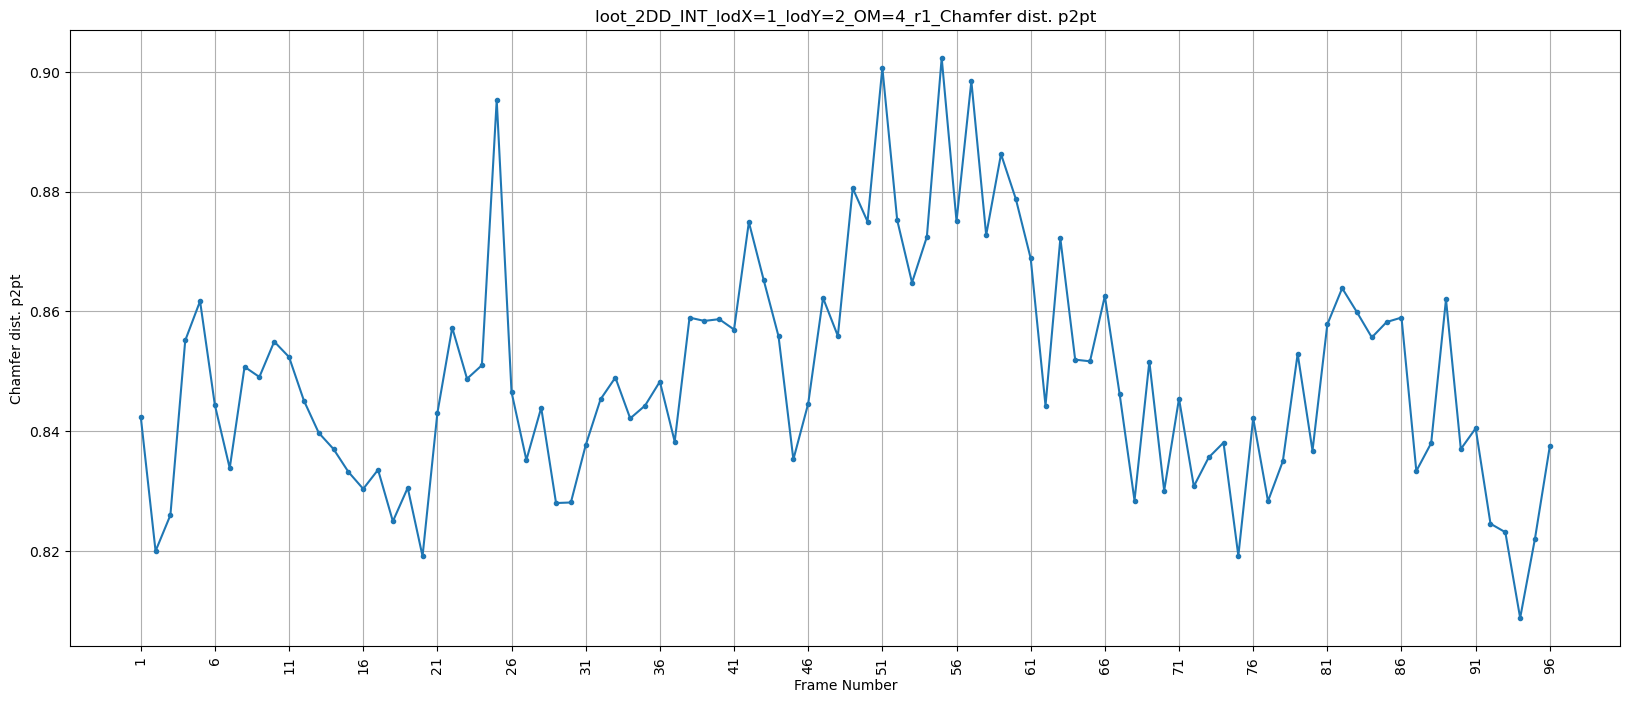 loot_2DD_INT_lodX=1_lodY=2_OM=4_r1_Chamfer dist. p2pt
0.90
0.88
0.86
0.84
0.82
Chamfer dist. p2pt
1 6 11 16 21 26 31 36 41 46 51 56 61 66 71 76 81 86 91 96
Frame Number